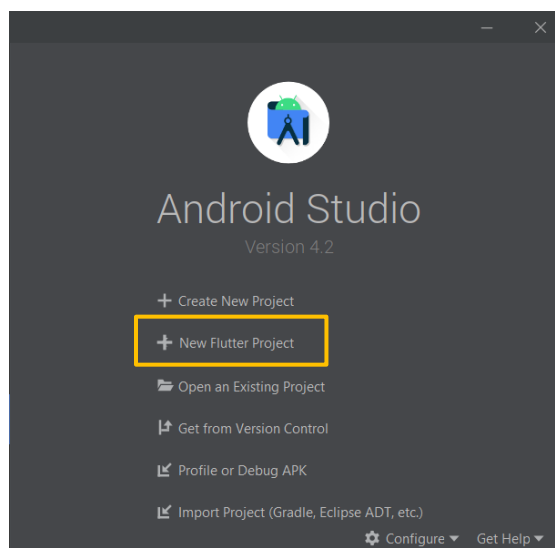 Android Studio
Version 4.2
Create New Project
New Flutter Project
Open an Existing Project
Get from Version Control
Profile or Debug APK
Import Project (Gradle, Eclipse ADT, etc.)
Configure Get Help